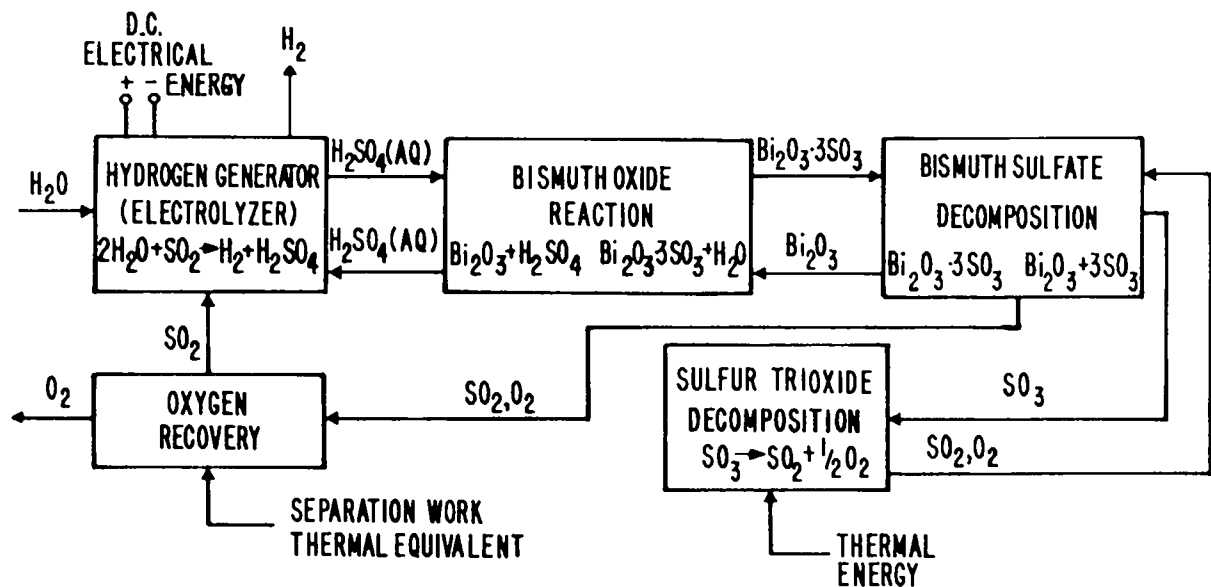 D.C.
ELECTRICAL
+ - ENERGY
H₂
H₂O
HYDROGEN GENERATOR
(ELECTROLYZER)
2H₂O+SO₂→H₂+H₂SO₄
H₂SO₄(AQ)
H₂SO₄(AQ)
BISMUTH OXIDE
REACTION
Bi₂O₃+H₂SO₄ Bi₂O₃3SO₃+H₂O
Bi₂O₃·3SO₃
Bi₂O₃
BISMUTH SULFATE
DECOMPOSITION
Bi₂O₃·3SO₃ Bi₂O₃+3SO₃
SO₂
O₂
OXYGEN
RECOVERY
SO₂,O₂
SULFUR TRIOXIDE
DECOMPOSITION
SO₃→SO₂+½O₂
SO₃
SO₂,O₂
SEPARATION WORK
THERMAL EQUIVALENT
THERMAL
ENERGY